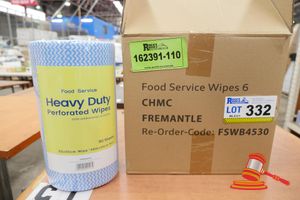 Food Service
Heavy Duty
Perforated Wipes
162391-110
Food Service Wipes 6
CHMC
FREMANTLE
Re-Order-Code: FSWB4530
LOT 332